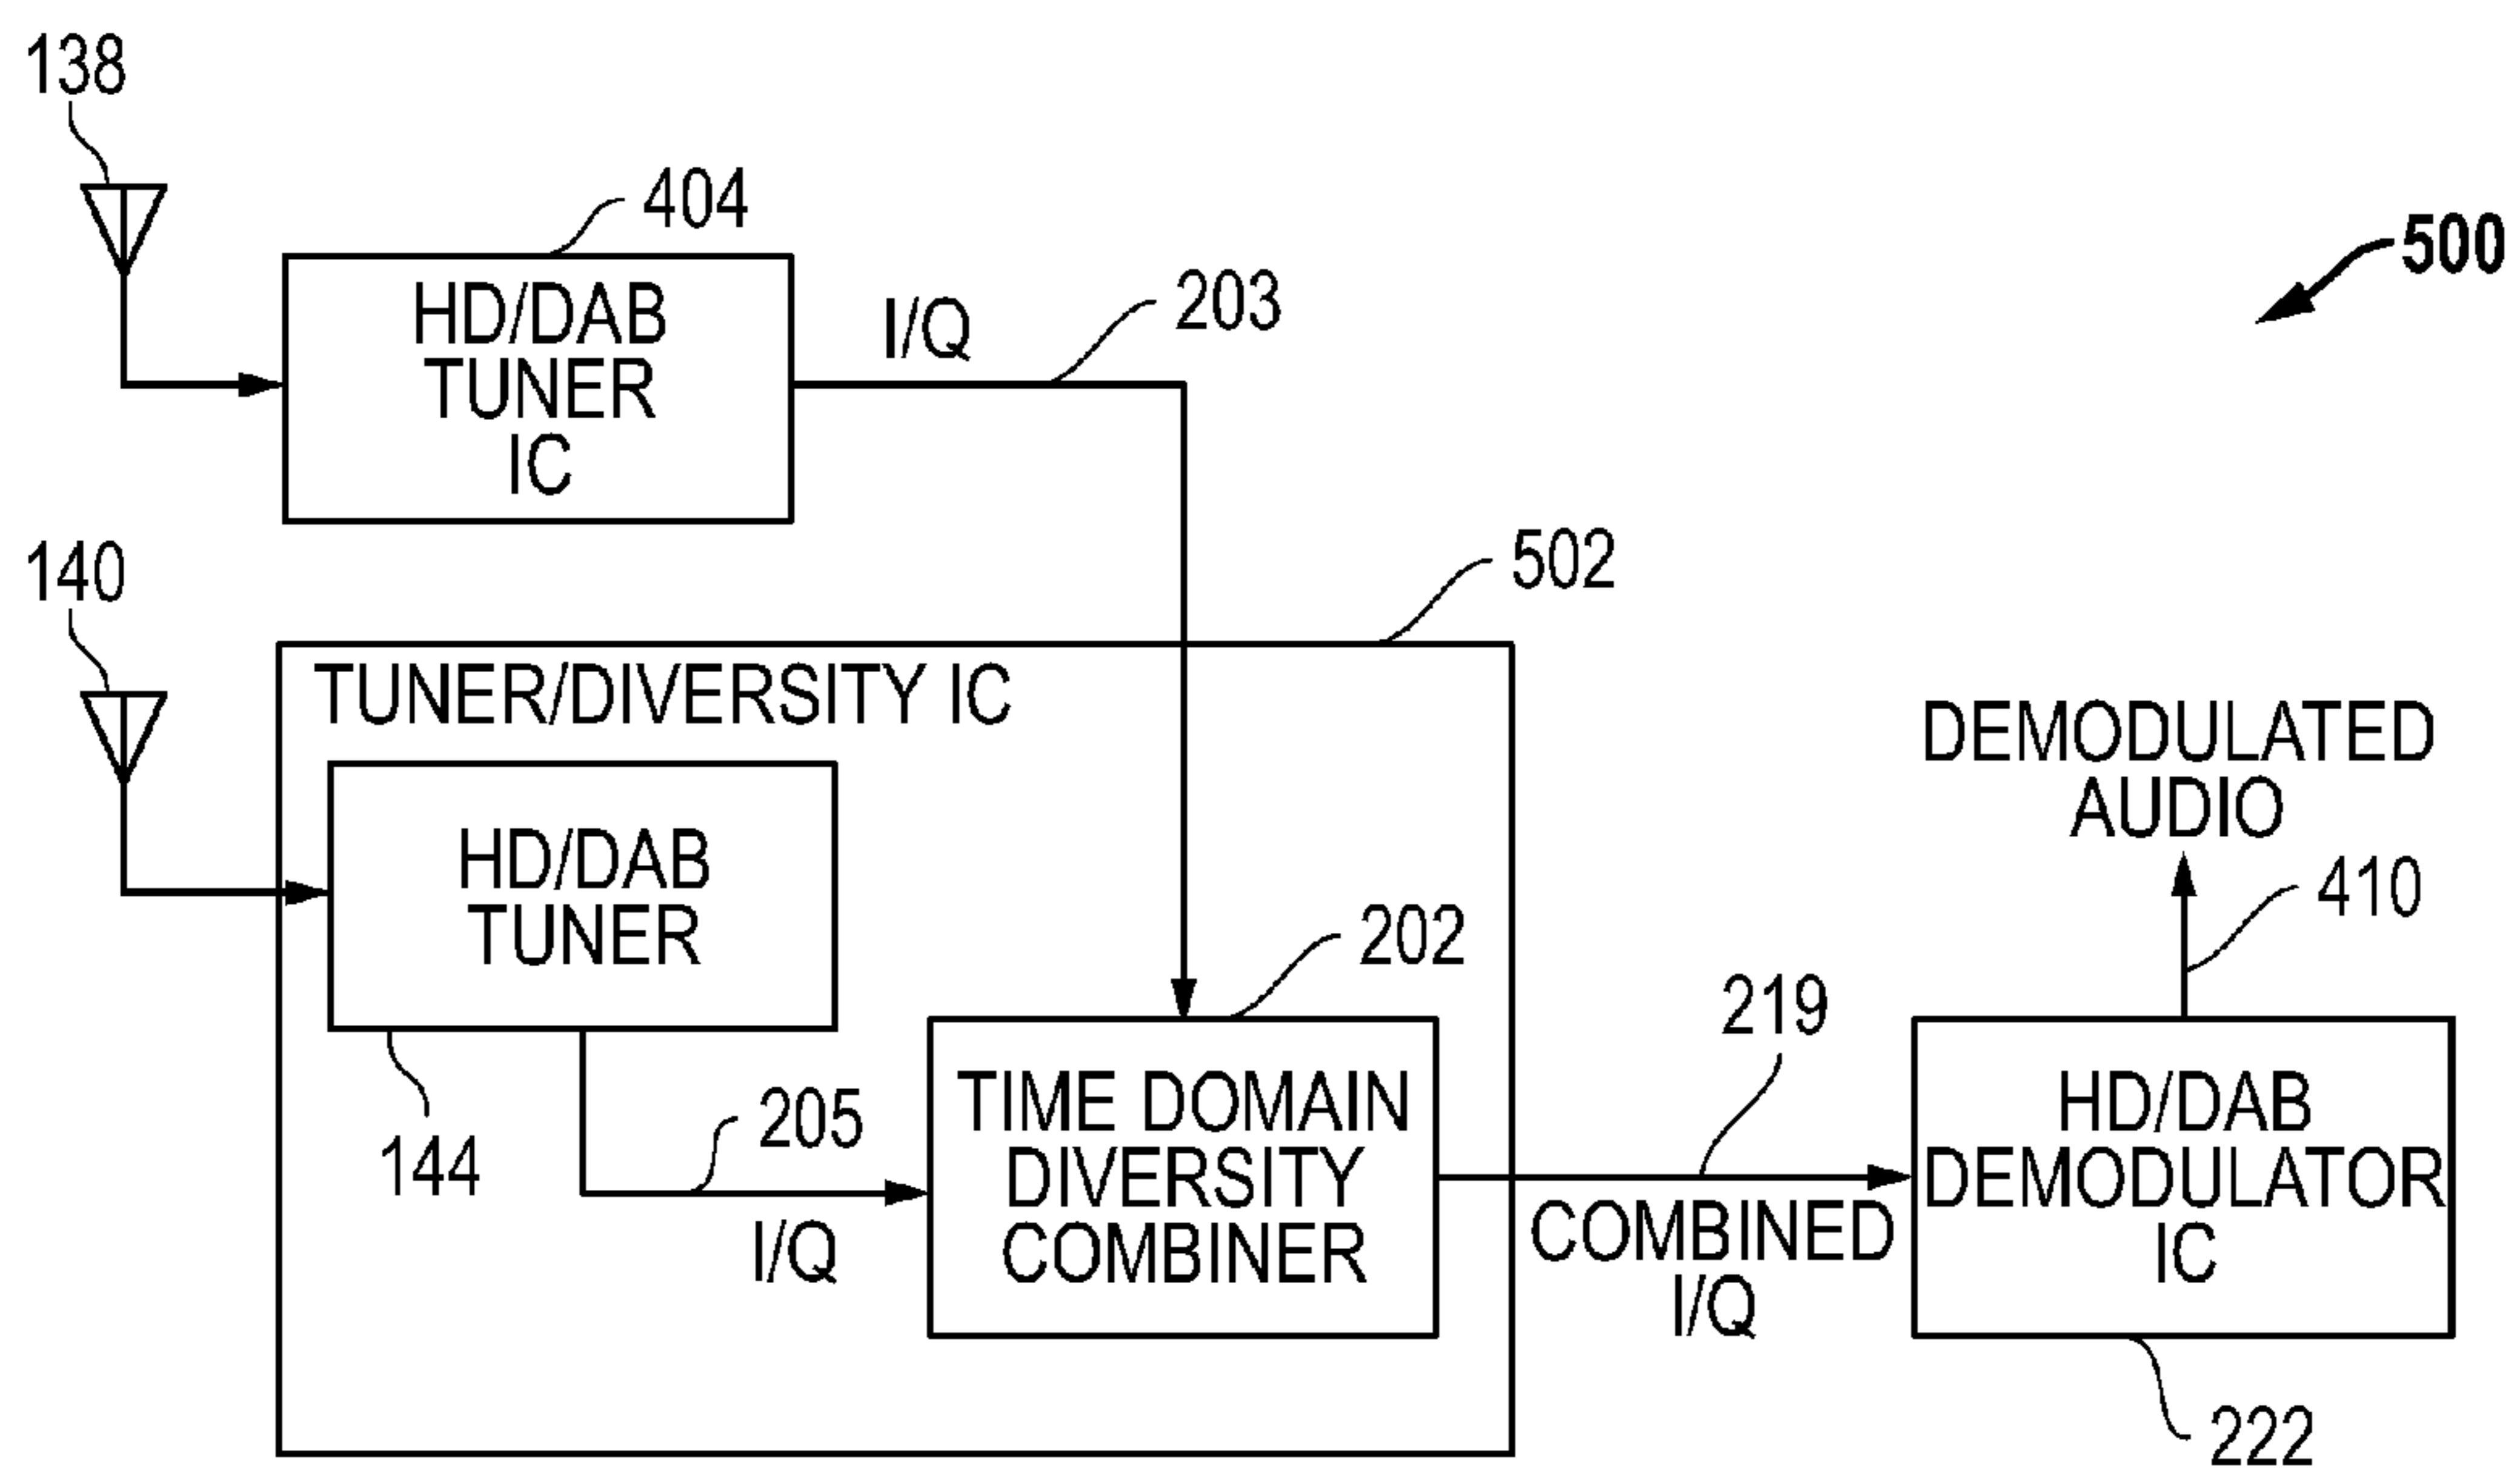 138
404
500
HD/DAB
TUNER
IC
I/Q
203
140
502
TUNER/DIVERSITY IC
HD/DAB
TUNER
144
205
I/Q
202
TIME DOMAIN
DIVERSITY
COMBINER
219
COMBINED
I/Q
DEMODULATED
AUDIO
410
HD/DAB
DEMODULATOR
IC
222